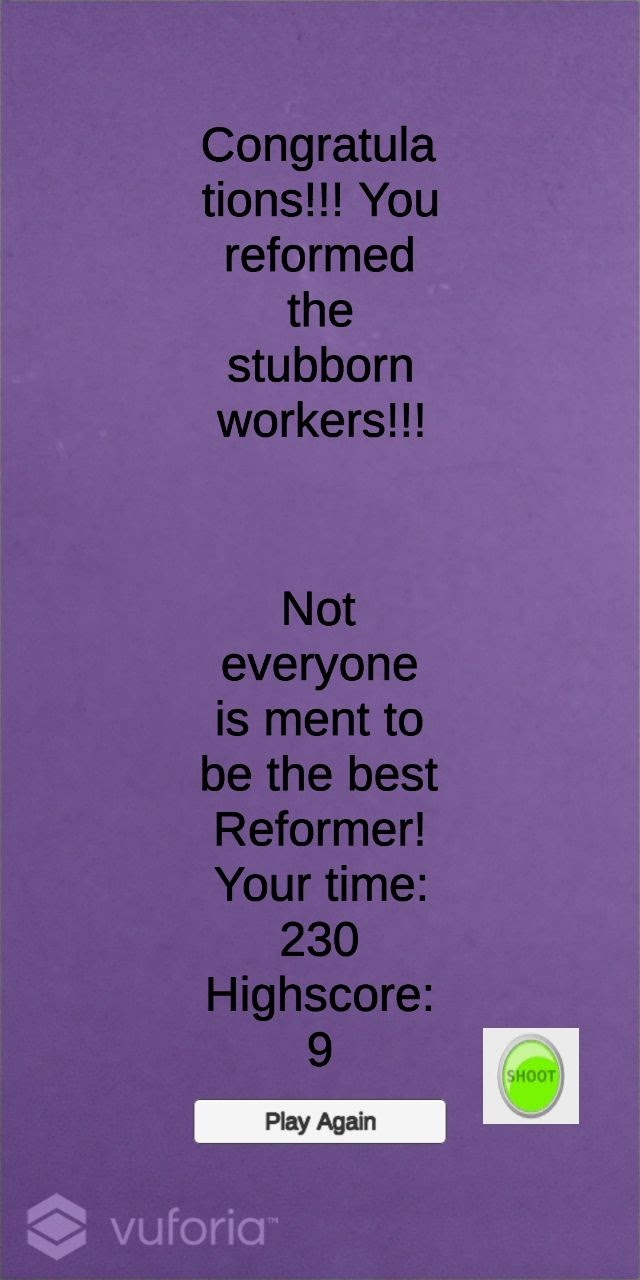 Congratula
tions!!! You
reformed
the
stubborn
workers!!!
Not
everyone
is ment to
be the best
Reformer!
Your time:
230
Highscore:
9
SHOOT
Play Again
vuforia™